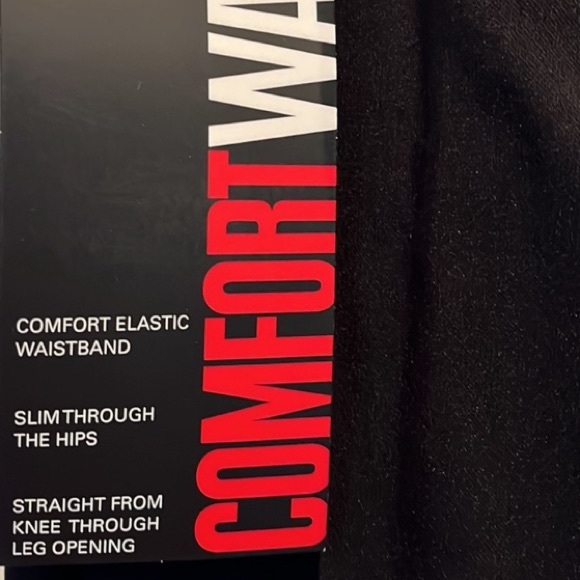 COMFORT WA
COMFORT ELASTIC
WAISTBAND
SLIM THROUGH
THE HIPS
STRAIGHT FROM
KNEE THROUGH
LEG OPENING